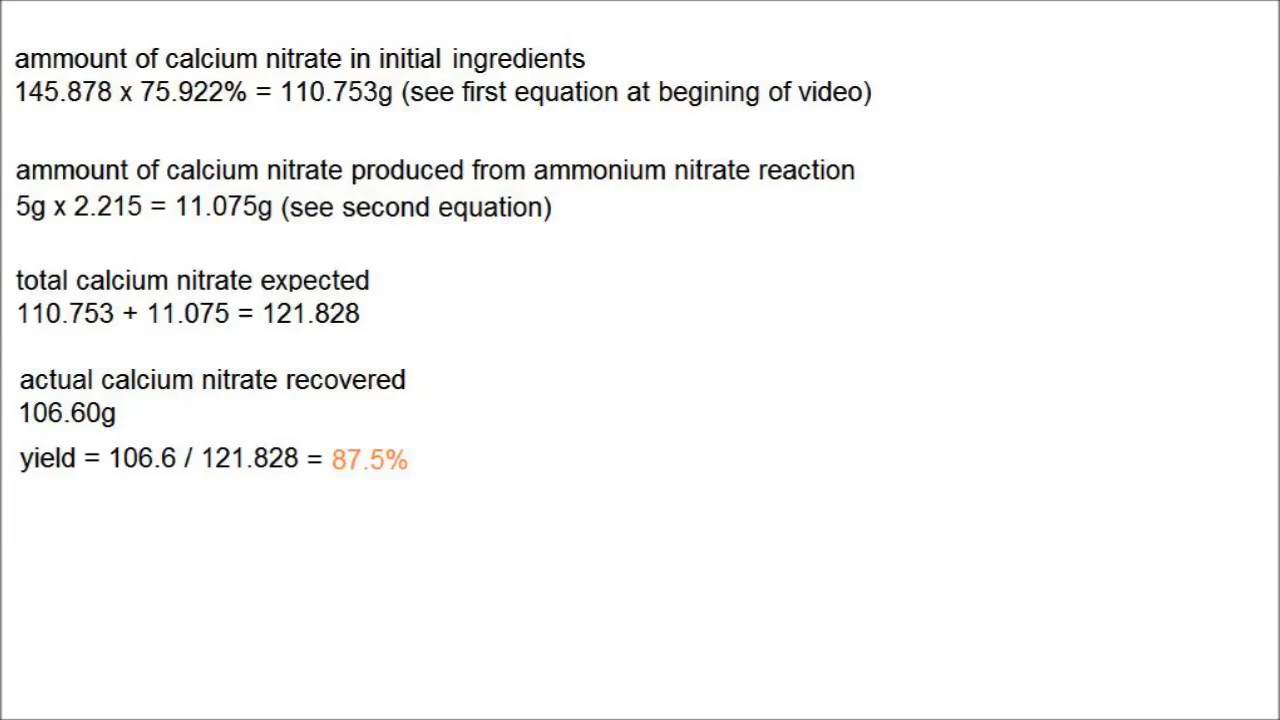 ammount of calcium nitrate in initial ingredients
145.878 x 75.922% = 110.753g (see first equation at begining of video)
ammount of calcium nitrate produced from ammonium nitrate reaction
5g x 2.215 = 11.075g (see second equation)
total calcium nitrate expected
110.753 + 11.075 = 121.828
actual calcium nitrate recovered
106.60g
yield = 106.6 / 121.828 = 87.5%